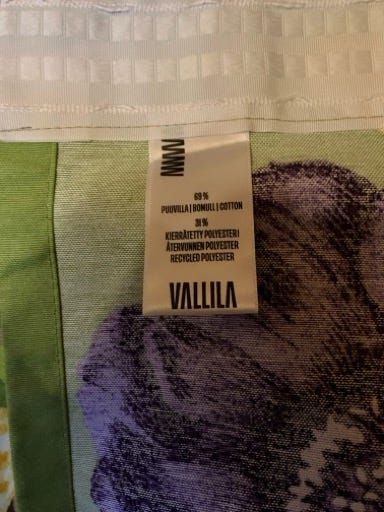 69 %
PUUVILLA | BOMULL | COTTON
31 %
KIERRÄTETTY POLYESTERI
ÅTERVUNNEN POLYESTER
RECYCLED POLYESTER
VALLILA